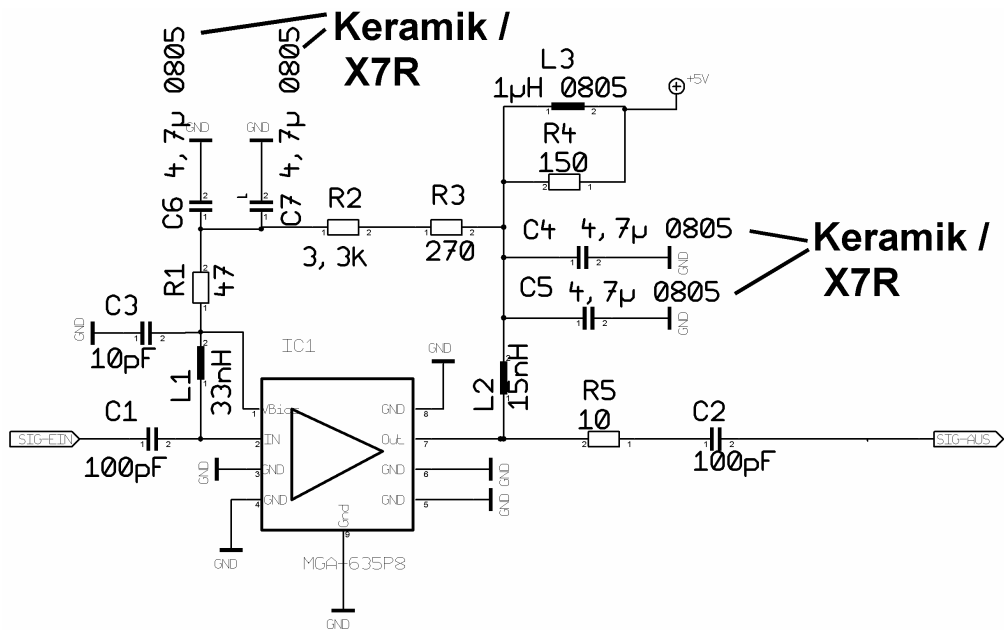 Keramik /
X7R
4,7µ 0805
4,7µ 0805
GND
GND
C6
C7
L
L3
1µH 0805
+5V
R4
150
R2
3,3K
R3
270
C4
4,7µ 0805
GND
C5
4,7µ 0805
GND
Keramik /
X7R
R1
47
C3
GND
10pF
L1
33nH
IC1
GND
L2
15nH
R5
10
C1
100pF
C2
100pF
SIG-EIN
SIG-AUS
VBias
IN
GND
GND
GND
Out
GND
GND
Gnd
GND
GND
GND
GND
MGA-635P8
GND
1
2
3
4
5
6
7
8
9